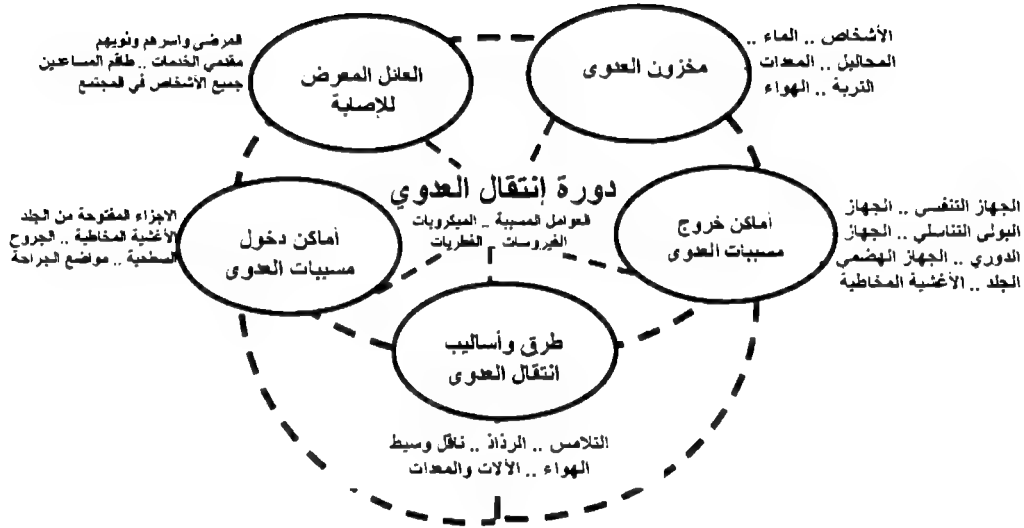 الأشخاص .. الماء ..
المحاليل .. المعدات
التربة .. الهواء
مخزون العدوى
العائل المعرض
للإصابة
المرضى واسرهم وذويهم
مقدمي الخدمات .. طاقم المساعدين
جميع الأشخاص في المجتمع
دورة إنتقال العدوي
العوامل المسببة .. الميكروبات
الفيروسات .. الفطريات
الجهاز التنفسي .. الجهاز
البولى التناسلي .. الجهاز
الدوري .. الجهاز الهضمي
الجلد .. الأغشية المخاطية
أماكن خروج
مسببات العدوى
أماكن دخول
مسببات العدوى
الاجزاء المفتوحة من الجلد
الأغشية المخاطية .. الجروح
السطحية .. مواضع الجراحة
طرق وأساليب
انتقال العدوى
التلامس .. الرذاذ .. ناقل وسيط
الهواء .. الألات والمعدات